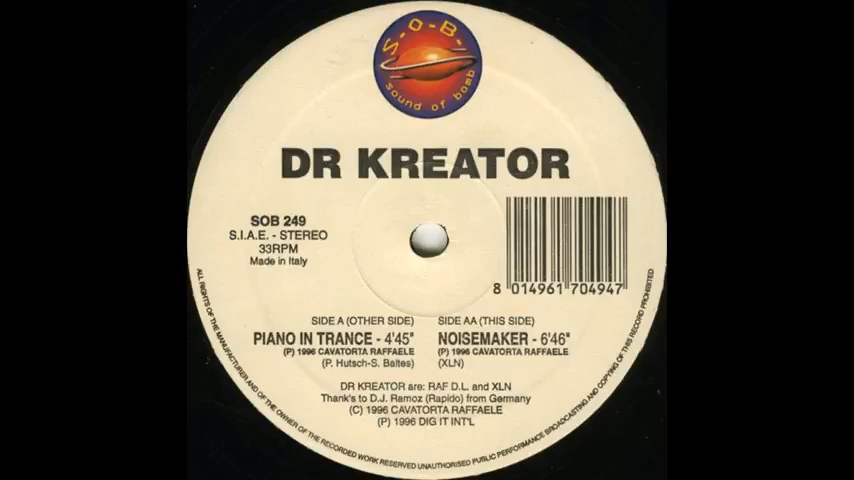 S.O.B.
sound of bomb
DR KREATOR
SOB 249
S.I.A.E. - STEREO
33RPM
Made in Italy
8 014961 704947
SIDE A (OTHER SIDE)
PIANO IN TRANCE - 4'45"
(P) 1996 CAVATORTA RAFFAELE
(P. Hutsch-S. Baltes)
SIDE AA (THIS SIDE)
NOISEMAKER - 6'46"
(P) 1996 CAVATORTA RAFFAELE
(XLN)
DR KREATOR are: RAF D.L. and XLN
Thank's to D.J. Ramoz (Rapido) from Germany
(C) 1996 CAVATORTA RAFFAELE
(P) 1996 DIG IT INT'L
ALL RIGHTS OF THE MANUFACTURER AND OF THE OWNER OF THE RECORDED WORK RESERVED UNAUTHORISED PUBLIC PERFORMANCE BROADCASTING AND COPYING OF THIS RECORD PROHIBITED